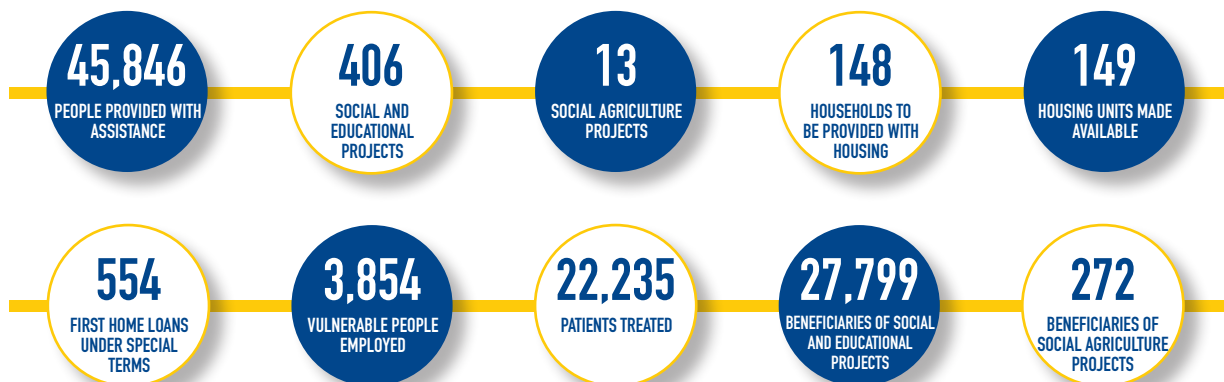 45,846
PEOPLE PROVIDED WITH
ASSISTANCE
406
SOCIAL AND
EDUCATIONAL
PROJECTS
13
SOCIAL AGRICULTURE
PROJECTS
148
HOUSEHOLDS TO
BE PROVIDED WITH
HOUSING
149
HOUSING UNITS MADE
AVAILABLE
554
FIRST HOME LOANS
UNDER SPECIAL
TERMS
3,854
VULNERABLE PEOPLE
EMPLOYED
22,235
PATIENTS TREATED
27,799
BENEFICIARIES OF SOCIAL
AND EDUCATIONAL
PROJECTS
272
BENEFICIARIES OF
SOCIAL AGRICULTURE
PROJECTS